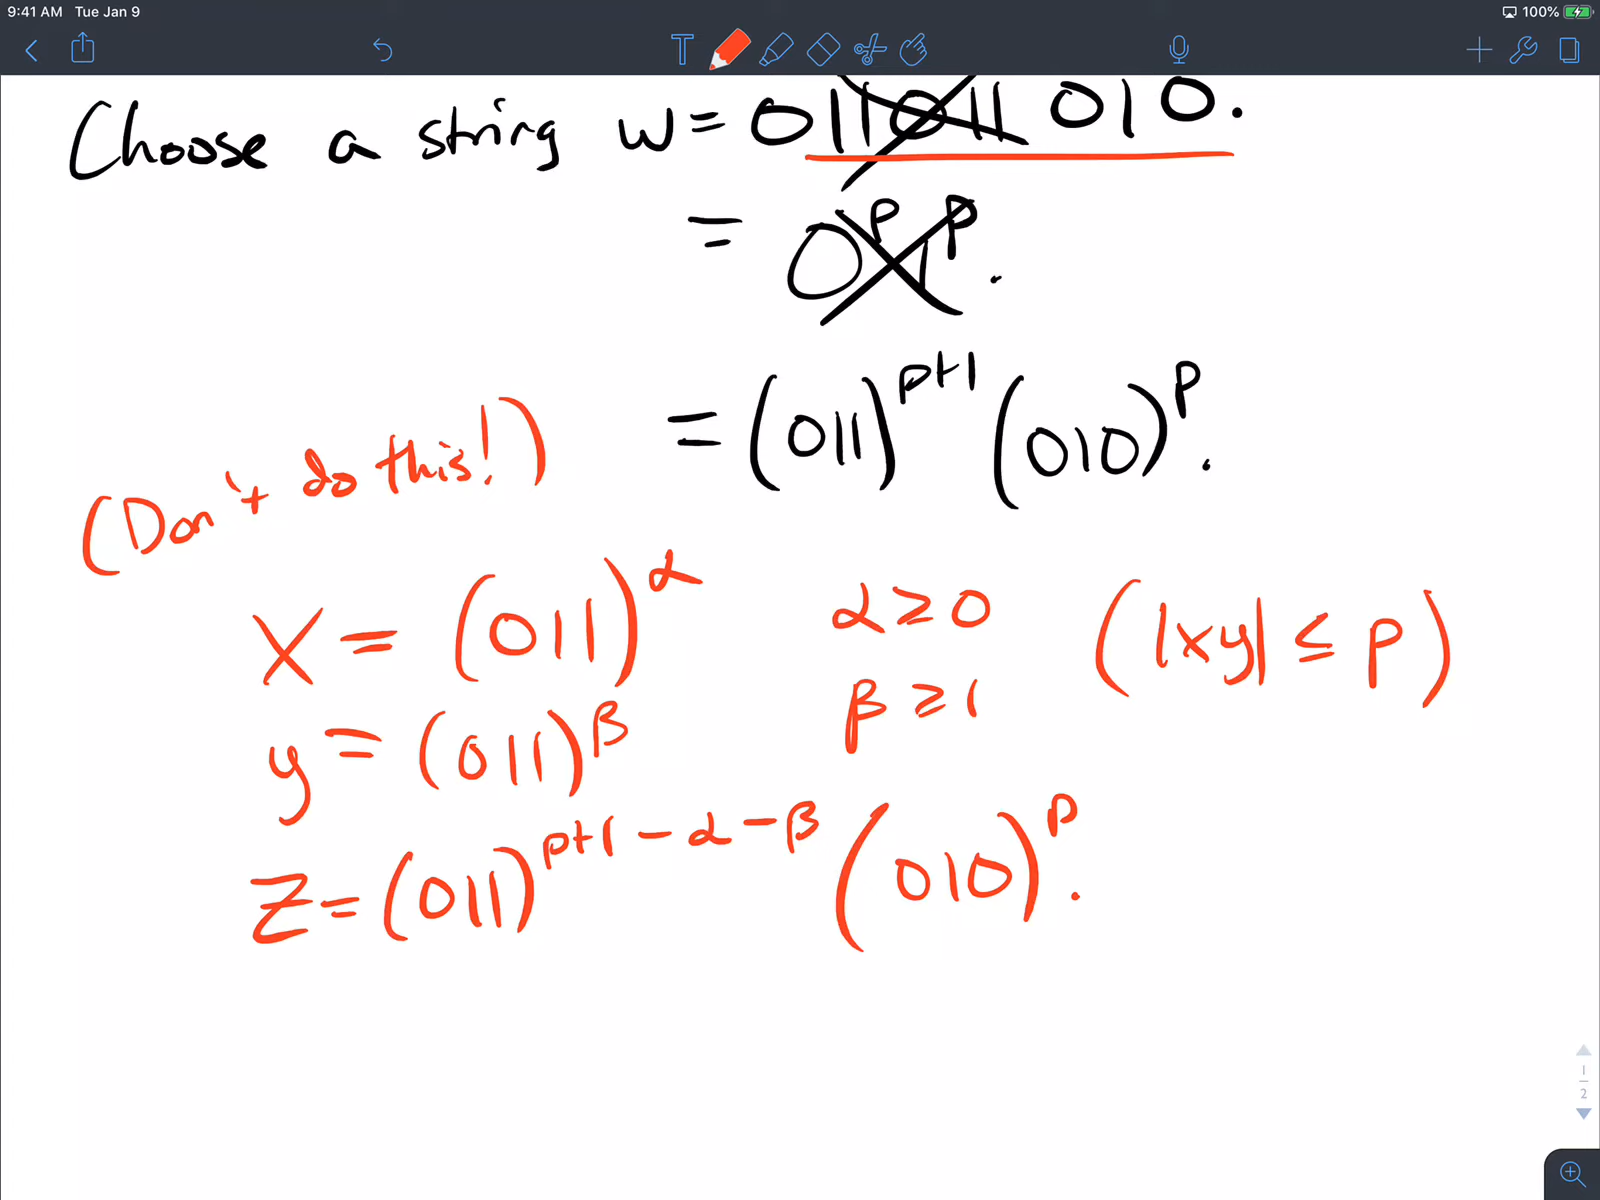 9:41 AM Tue Jan 9 100%
T
Choose a string w = 011011 010.
= 0^p 1^p.
= (011)^{p+1} (010)^p.
(Don't do this!)
x = (011)^α α ≥ 0 (|xy| ≤ p)
y = (011)^β β ≥ 1
z = (011)^{p+1-α-β} (010)^p.
1
2